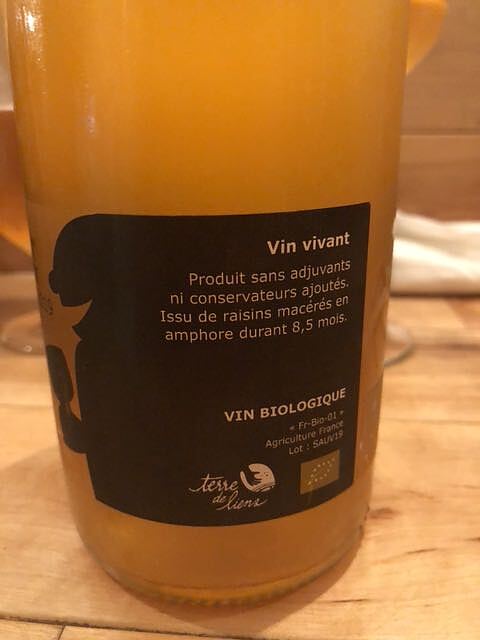 Vin vivant
Produit sans adjuvants
ni conservateurs ajoutés.
Issu de raisins macérés en
amphore durant 8,5 mois.
VIN BIOLOGIQUE
« Fr-Bio-01 »
Agriculture France
Lot : SAUV19
terre
de
liens